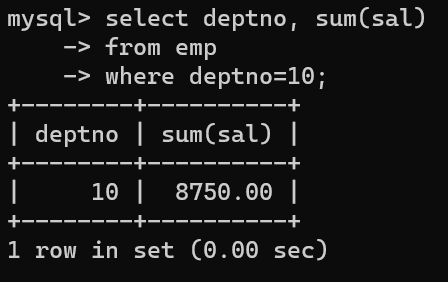 mysql> select deptno, sum(sal)
    -> from emp
    -> where deptno=10;
+--------+----------+
| deptno | sum(sal) |
+--------+----------+
|     10 |  8750.00 |
+--------+----------+
1 row in set (0.00 sec)